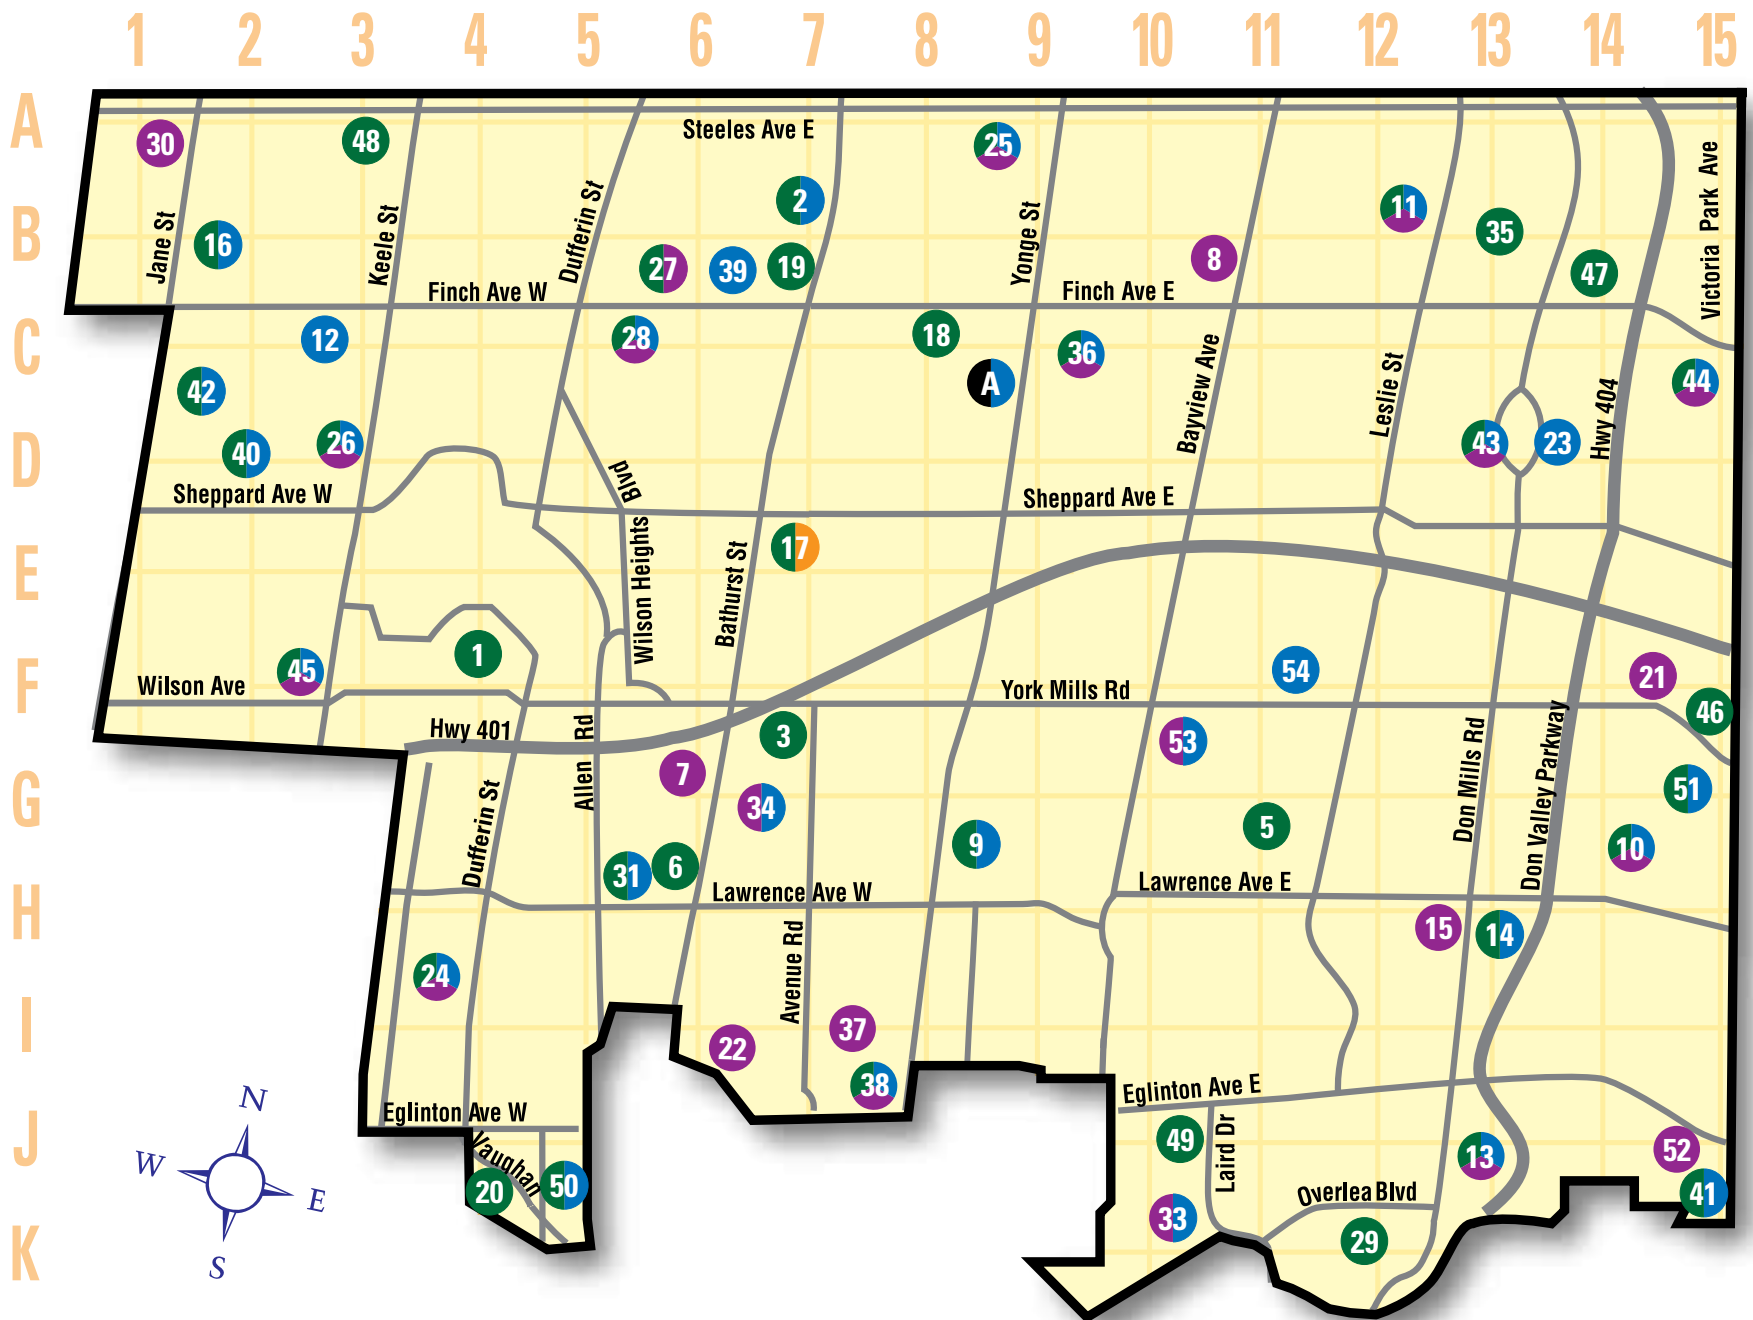 1 2 3 4 5 6 7 8 9 10 11 12 13 14 15
A
Steeles Ave E
30
48
25
Victoria Park Ave
B
Jane St
16
Keele St
Dufferin St
2
27
39
19
Yonge St
8
11
35
47
Finch Ave W
Finch Ave E
C
12
28
18
36
A
42
Bayview Ave
Leslie St
Hwy 404
44
D
40
26
43
23
Sheppard Ave W
Blvd
Wilson Heights
Sheppard Ave E
E
Bathurst St
17
F
45
1
54
21
46
Wilson Ave
York Mills Rd
Hwy 401
Allen Rd
3
53
Don Mills Rd
Don Valley Parkway
G
Dufferin St
7
34
51
9
5
10
31
6
Lawrence Ave W
Lawrence Ave E
H
15
14
24
Avenue Rd
I
22
37
38
Eglinton Ave W
Eglinton Ave E
J
Vaughan
20
50
49
Laird Dr
13
52
41
Overlea Blvd
33
29
K
N
W
E
S